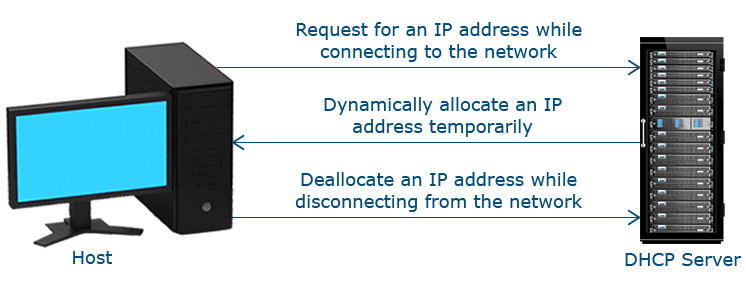 Request for an IP address while
connecting to the network
Dynamically allocate an IP
address temporarily
Deallocate an IP address while
disconnecting from the network
Host
DHCP Server